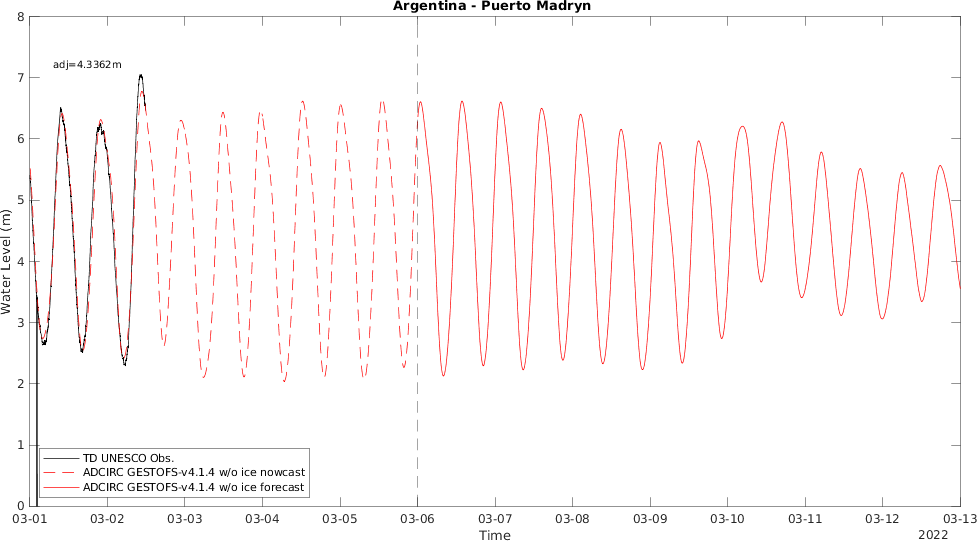 Argentina - Puerto Madryn
8
7
6
5
4
3
2
1
0
Water Level (m)
adj=4.3362m
TD UNESCO Obs.
ADCIRC GESTOFS-v4.1.4 w/o ice nowcast
ADCIRC GESTOFS-v4.1.4 w/o ice forecast
03-01 03-02 03-03 03-04 03-05 03-06 03-07 03-08 03-09 03-10 03-11 03-12 03-13
Time
2022